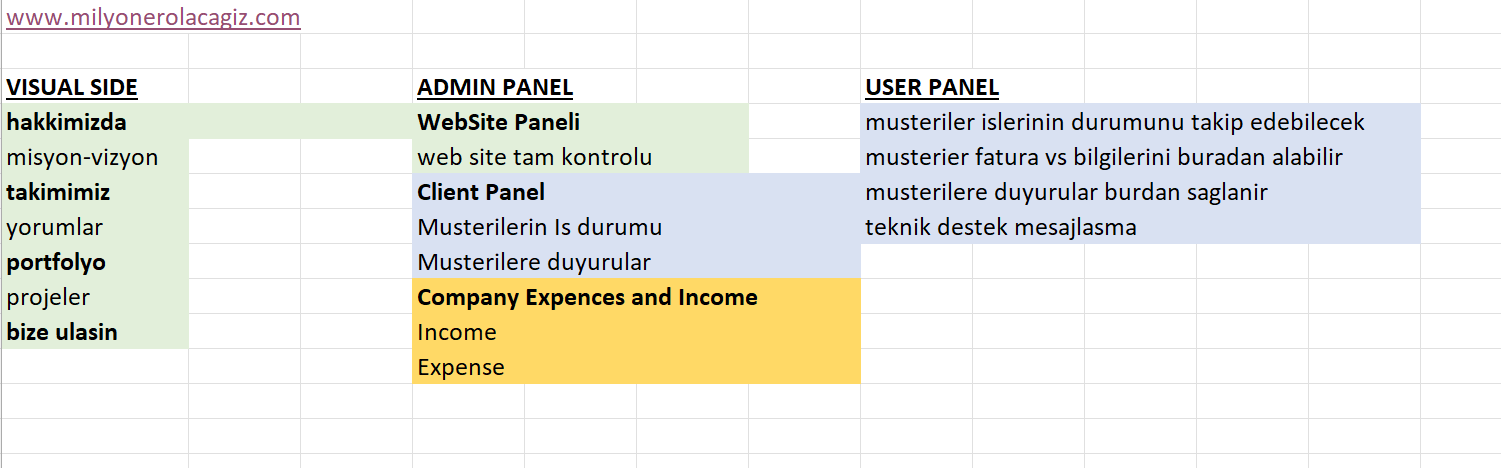 www.milyonerolacagiz.com
VISUAL SIDE
hakkimizda
misyon-vizyon
takimimiz
yorumlar
portfolyo
projeler
bize ulasin
ADMIN PANEL
WebSite Paneli
web site tam kontrolu
Client Panel
Musterilerin Is durumu
Musterilere duyurular
Company Expences and Income
Income
Expense
USER PANEL
musteriler islerinin durumunu takip edebilecek
musterier fatura vs bilgilerini buradan alabilir
musterilere duyurular burdan saglanir
teknik destek mesajlasma